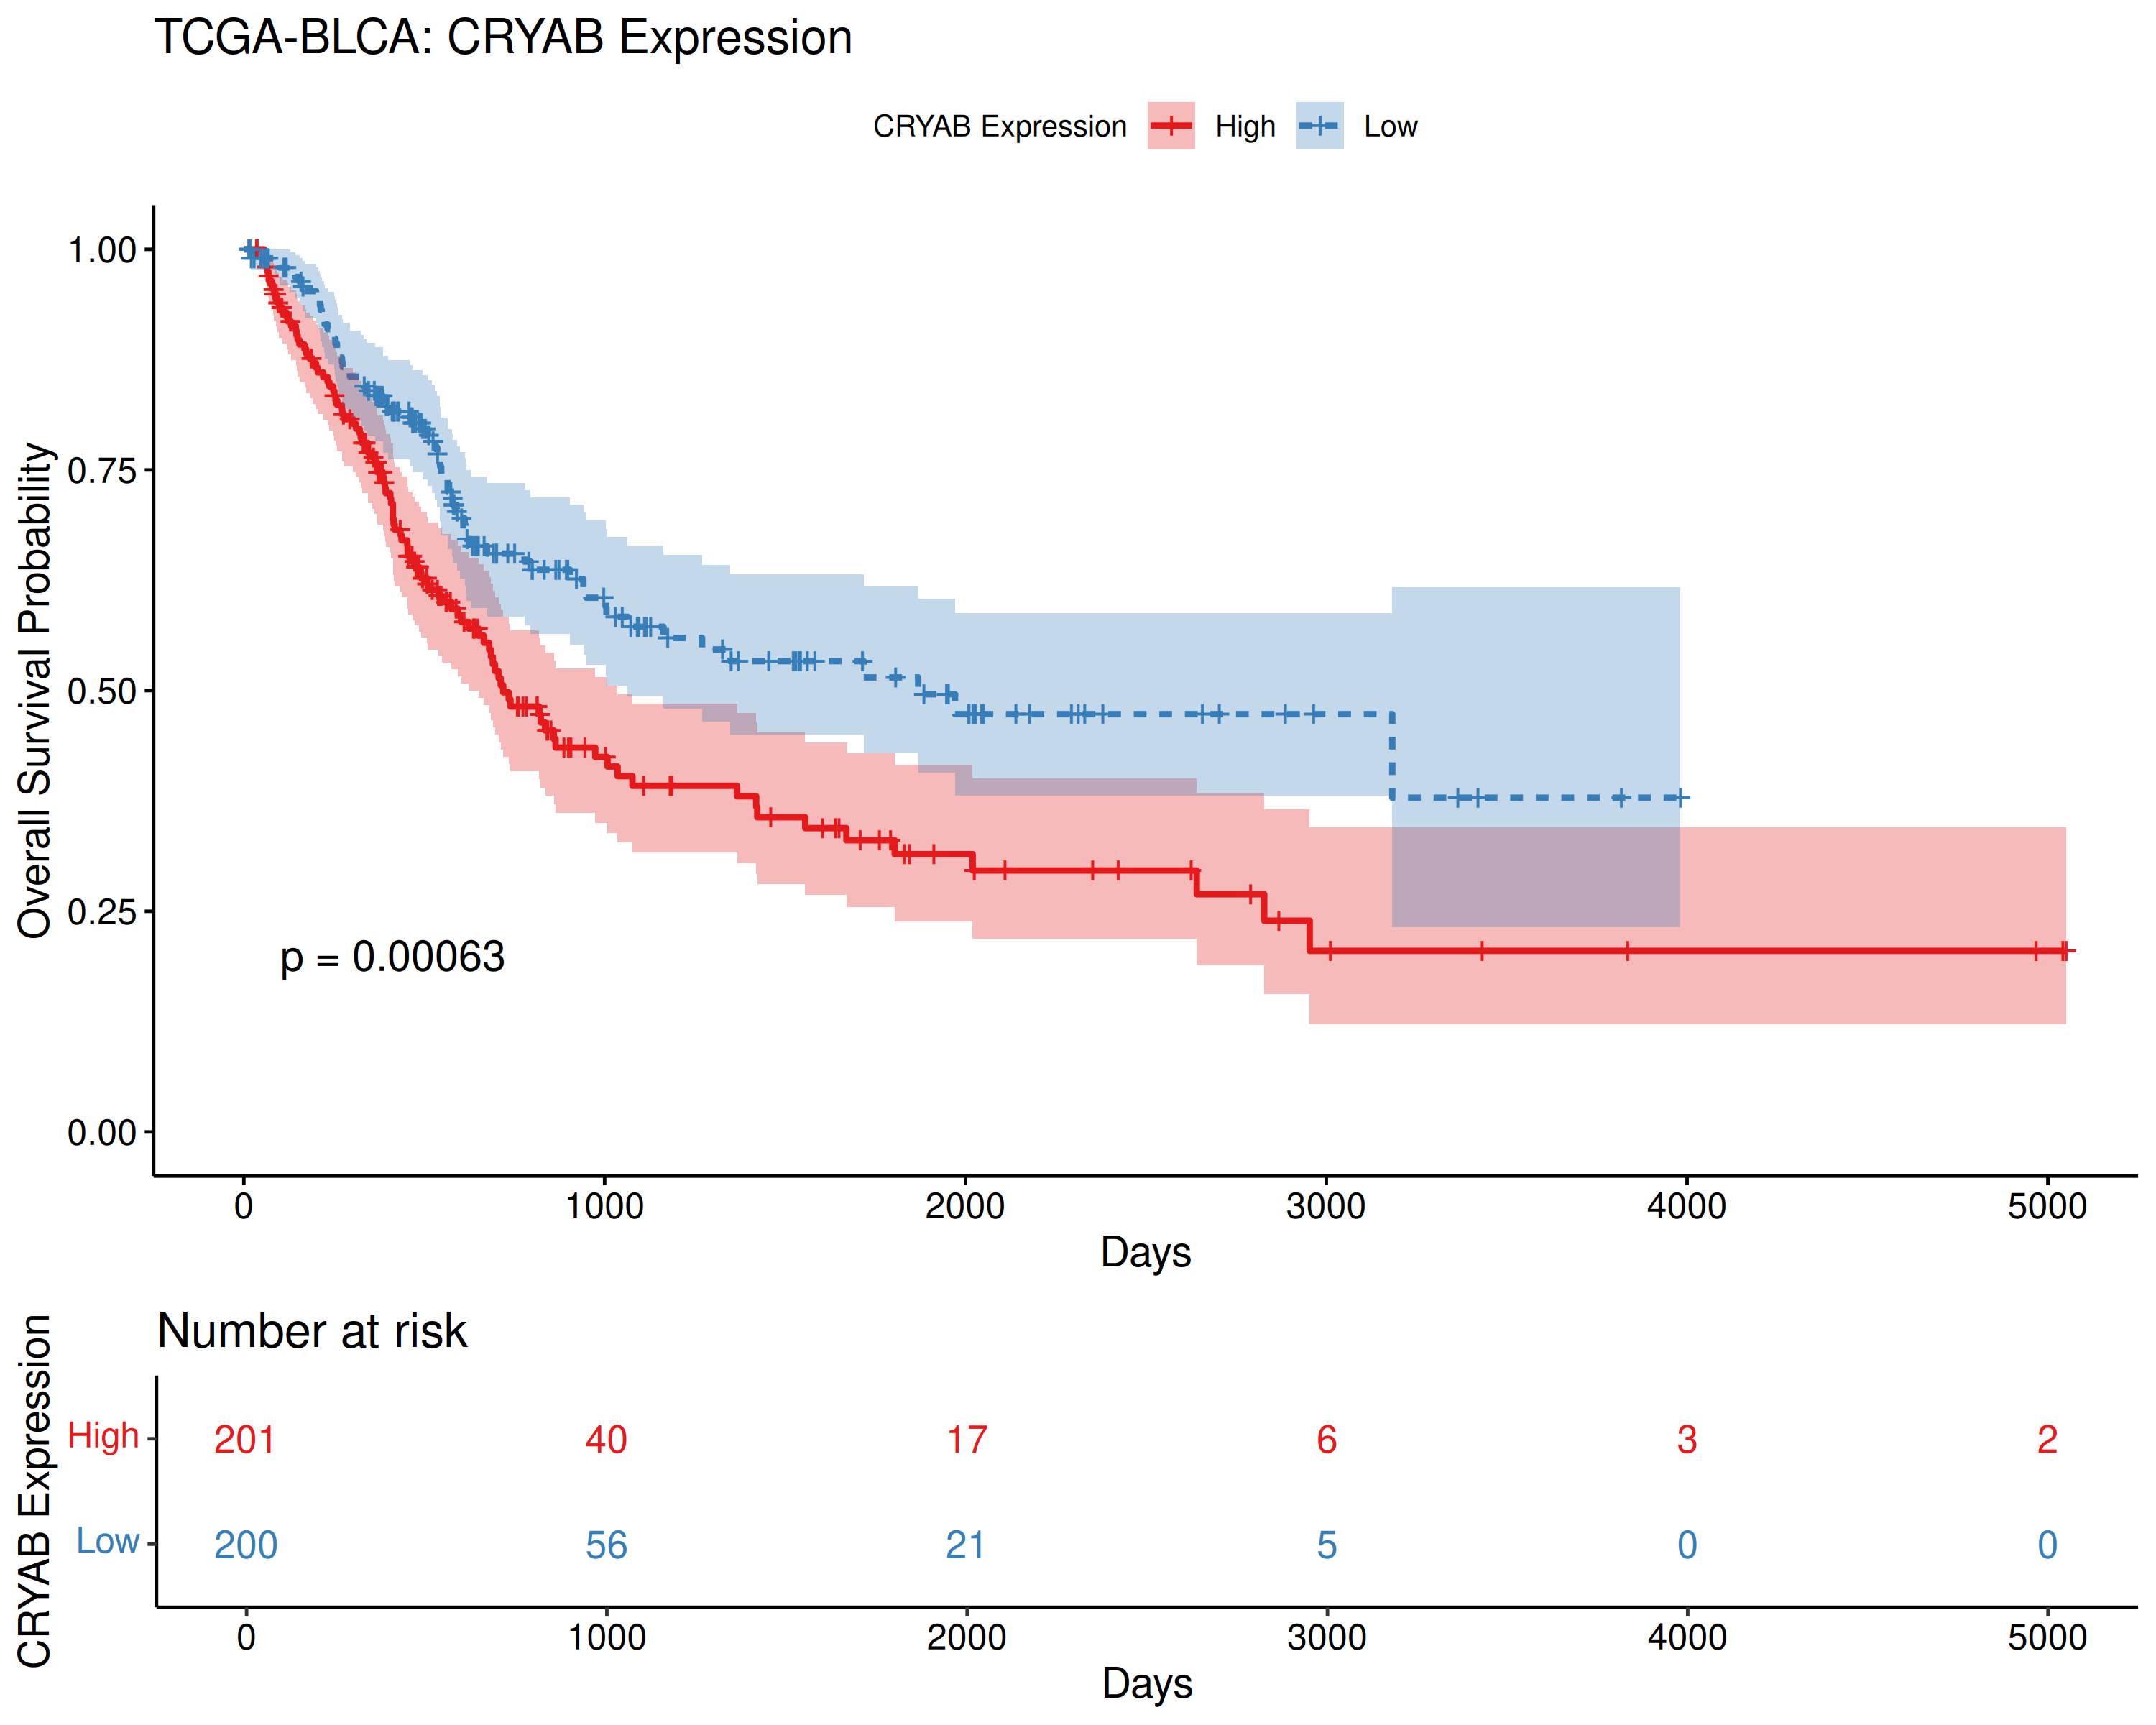 TCGA-BLCA: CRYAB Expression
CRYAB Expression High Low
Overall Survival Probability
1.00
0.75
0.50
0.25
0.00
p = 0.00063
0 1000 2000 3000 4000 5000
Days
Number at risk
CRYAB Expression
High 201 40 17 6 3 2
Low 200 56 21 5 0 0
0 1000 2000 3000 4000 5000
Days